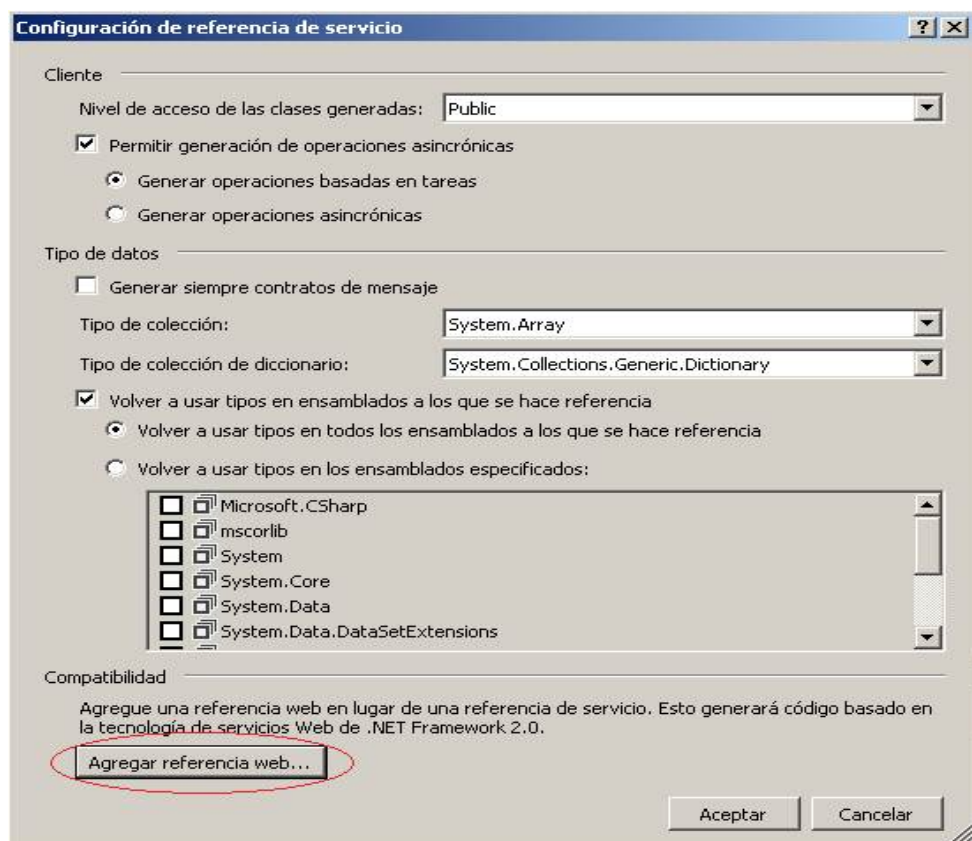 Configuración de referencia de servicio
Cliente
Nivel de acceso de las clases generadas: Public
Permitir generación de operaciones asincrónicas
Generar operaciones basadas en tareas
Generar operaciones asincrónicas
Tipo de datos
Generar siempre contratos de mensaje
Tipo de colección: System.Array
Tipo de colección de diccionario: System.Collections.Generic.Dictionary
Volver a usar tipos en ensamblados a los que se hace referencia
Volver a usar tipos en todos los ensamblados a los que se hace referencia
Volver a usar tipos en los ensamblados especificados:
Microsoft.CSharp
mscorlib
System
System.Core
System.Data
System.Data.DataSetExtensions
Compatibilidad
Agregue una referencia web en lugar de una referencia de servicio. Esto generará código basado en
la tecnología de servicios Web de .NET Framework 2.0.
Agregar referencia web...
Aceptar Cancelar